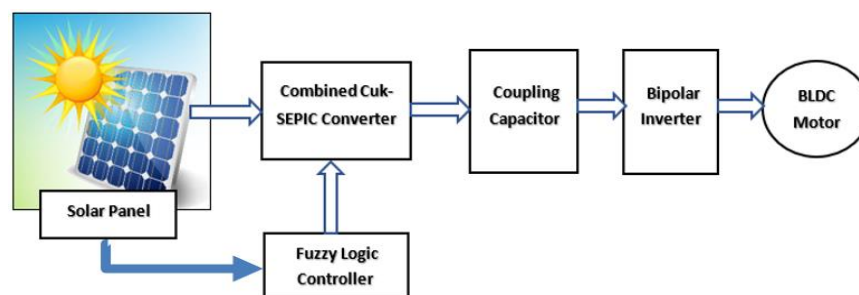 Combined Cuk-
SEPIC Converter
Coupling
Capacitor
Bipolar
Inverter
BLDC
Motor
Solar Panel
Fuzzy Logic
Controller